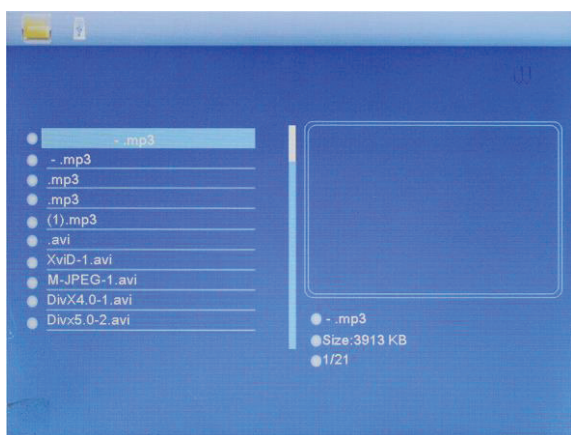 ?
- .mp3
- .mp3
.mp3
.mp3
(1).mp3
.avi
XviD-1.avi
M-JPEG-1.avi
DivX4.0-1.avi
Divx5.0-2.avi
- .mp3
Size:3913 KB
1/21